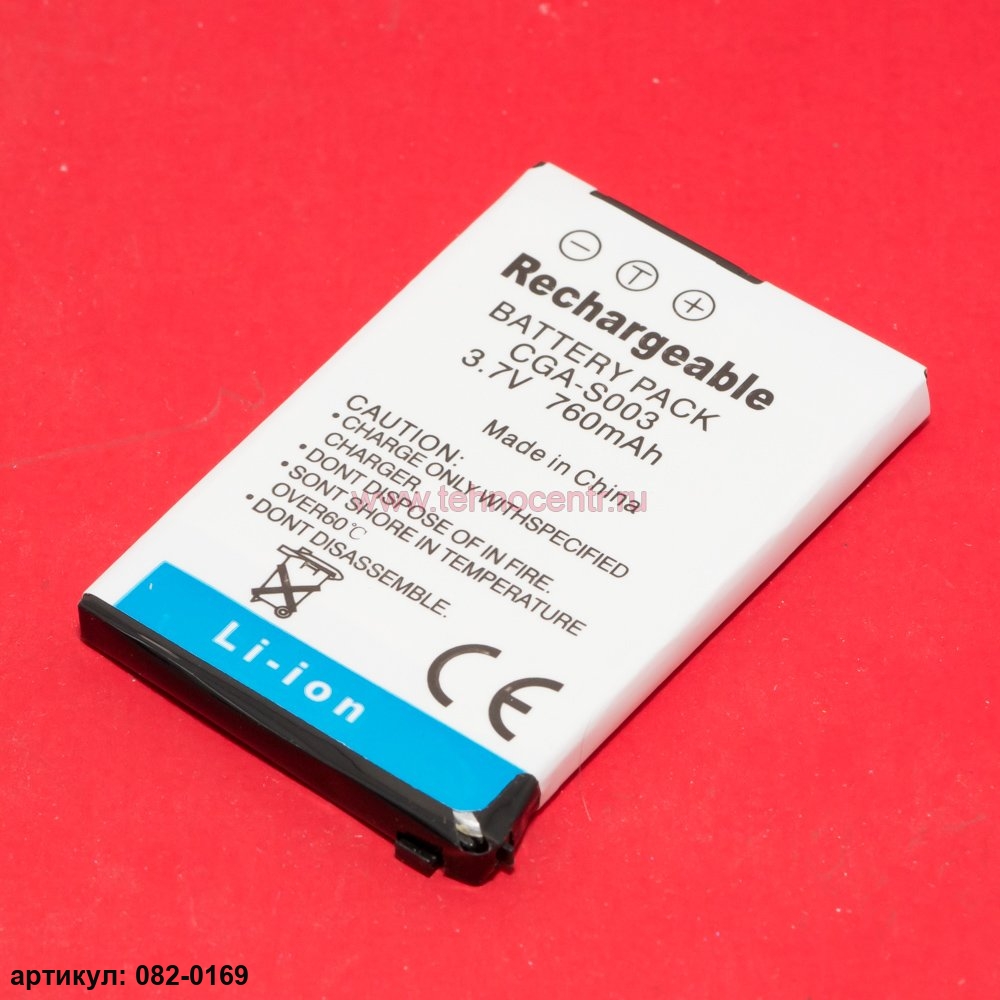 − T +
Rechargeable
BATTERY PACK
CGA-S003
3.7V 760mAh
Made in China
CAUTION:
•CHARGE ONLY WITHSPECIFIED
CHARGER.
•DONT DISPOSE OF IN FIRE.
•SONT SHORE IN TEMPERATURE
OVER60℃
•DONT DISASSEMBLE.
www.tehnocentr.ru
CE
Li-ion
артикул: 082-0169